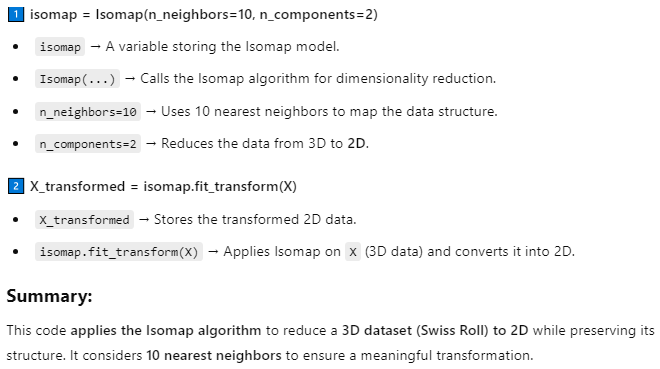 1 isomap = Isomap(n_neighbors=10, n_components=2)
• isomap → A variable storing the Isomap model.
• Isomap(...) → Calls the Isomap algorithm for dimensionality reduction.
• n_neighbors=10 → Uses 10 nearest neighbors to map the data structure.
• n_components=2 → Reduces the data from 3D to 2D.
2 X_transformed = isomap.fit_transform(X)
• X_transformed → Stores the transformed 2D data.
• isomap.fit_transform(X) → Applies Isomap on X (3D data) and converts it into 2D.
Summary:
This code applies the Isomap algorithm to reduce a 3D dataset (Swiss Roll) to 2D while preserving its
structure. It considers 10 nearest neighbors to ensure a meaningful transformation.